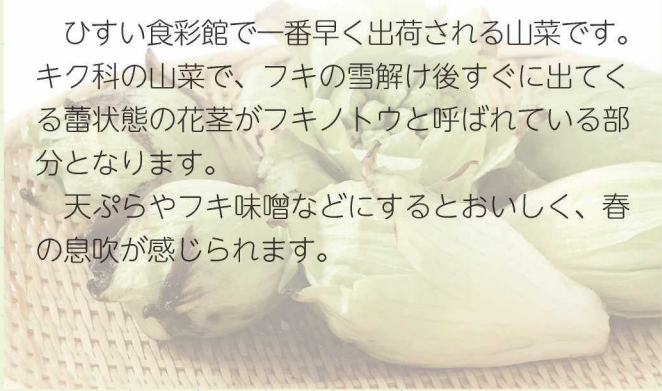 ひすい食彩館で一番早く出荷される山菜です。
キク科の山菜で、フキの雪解け後すぐに出てく
る蕾状態の花茎がフキノトウと呼ばれている部
分となります。
　天ぷらやフキ味噌などにするとおいしく、春
の息吹が感じられます。